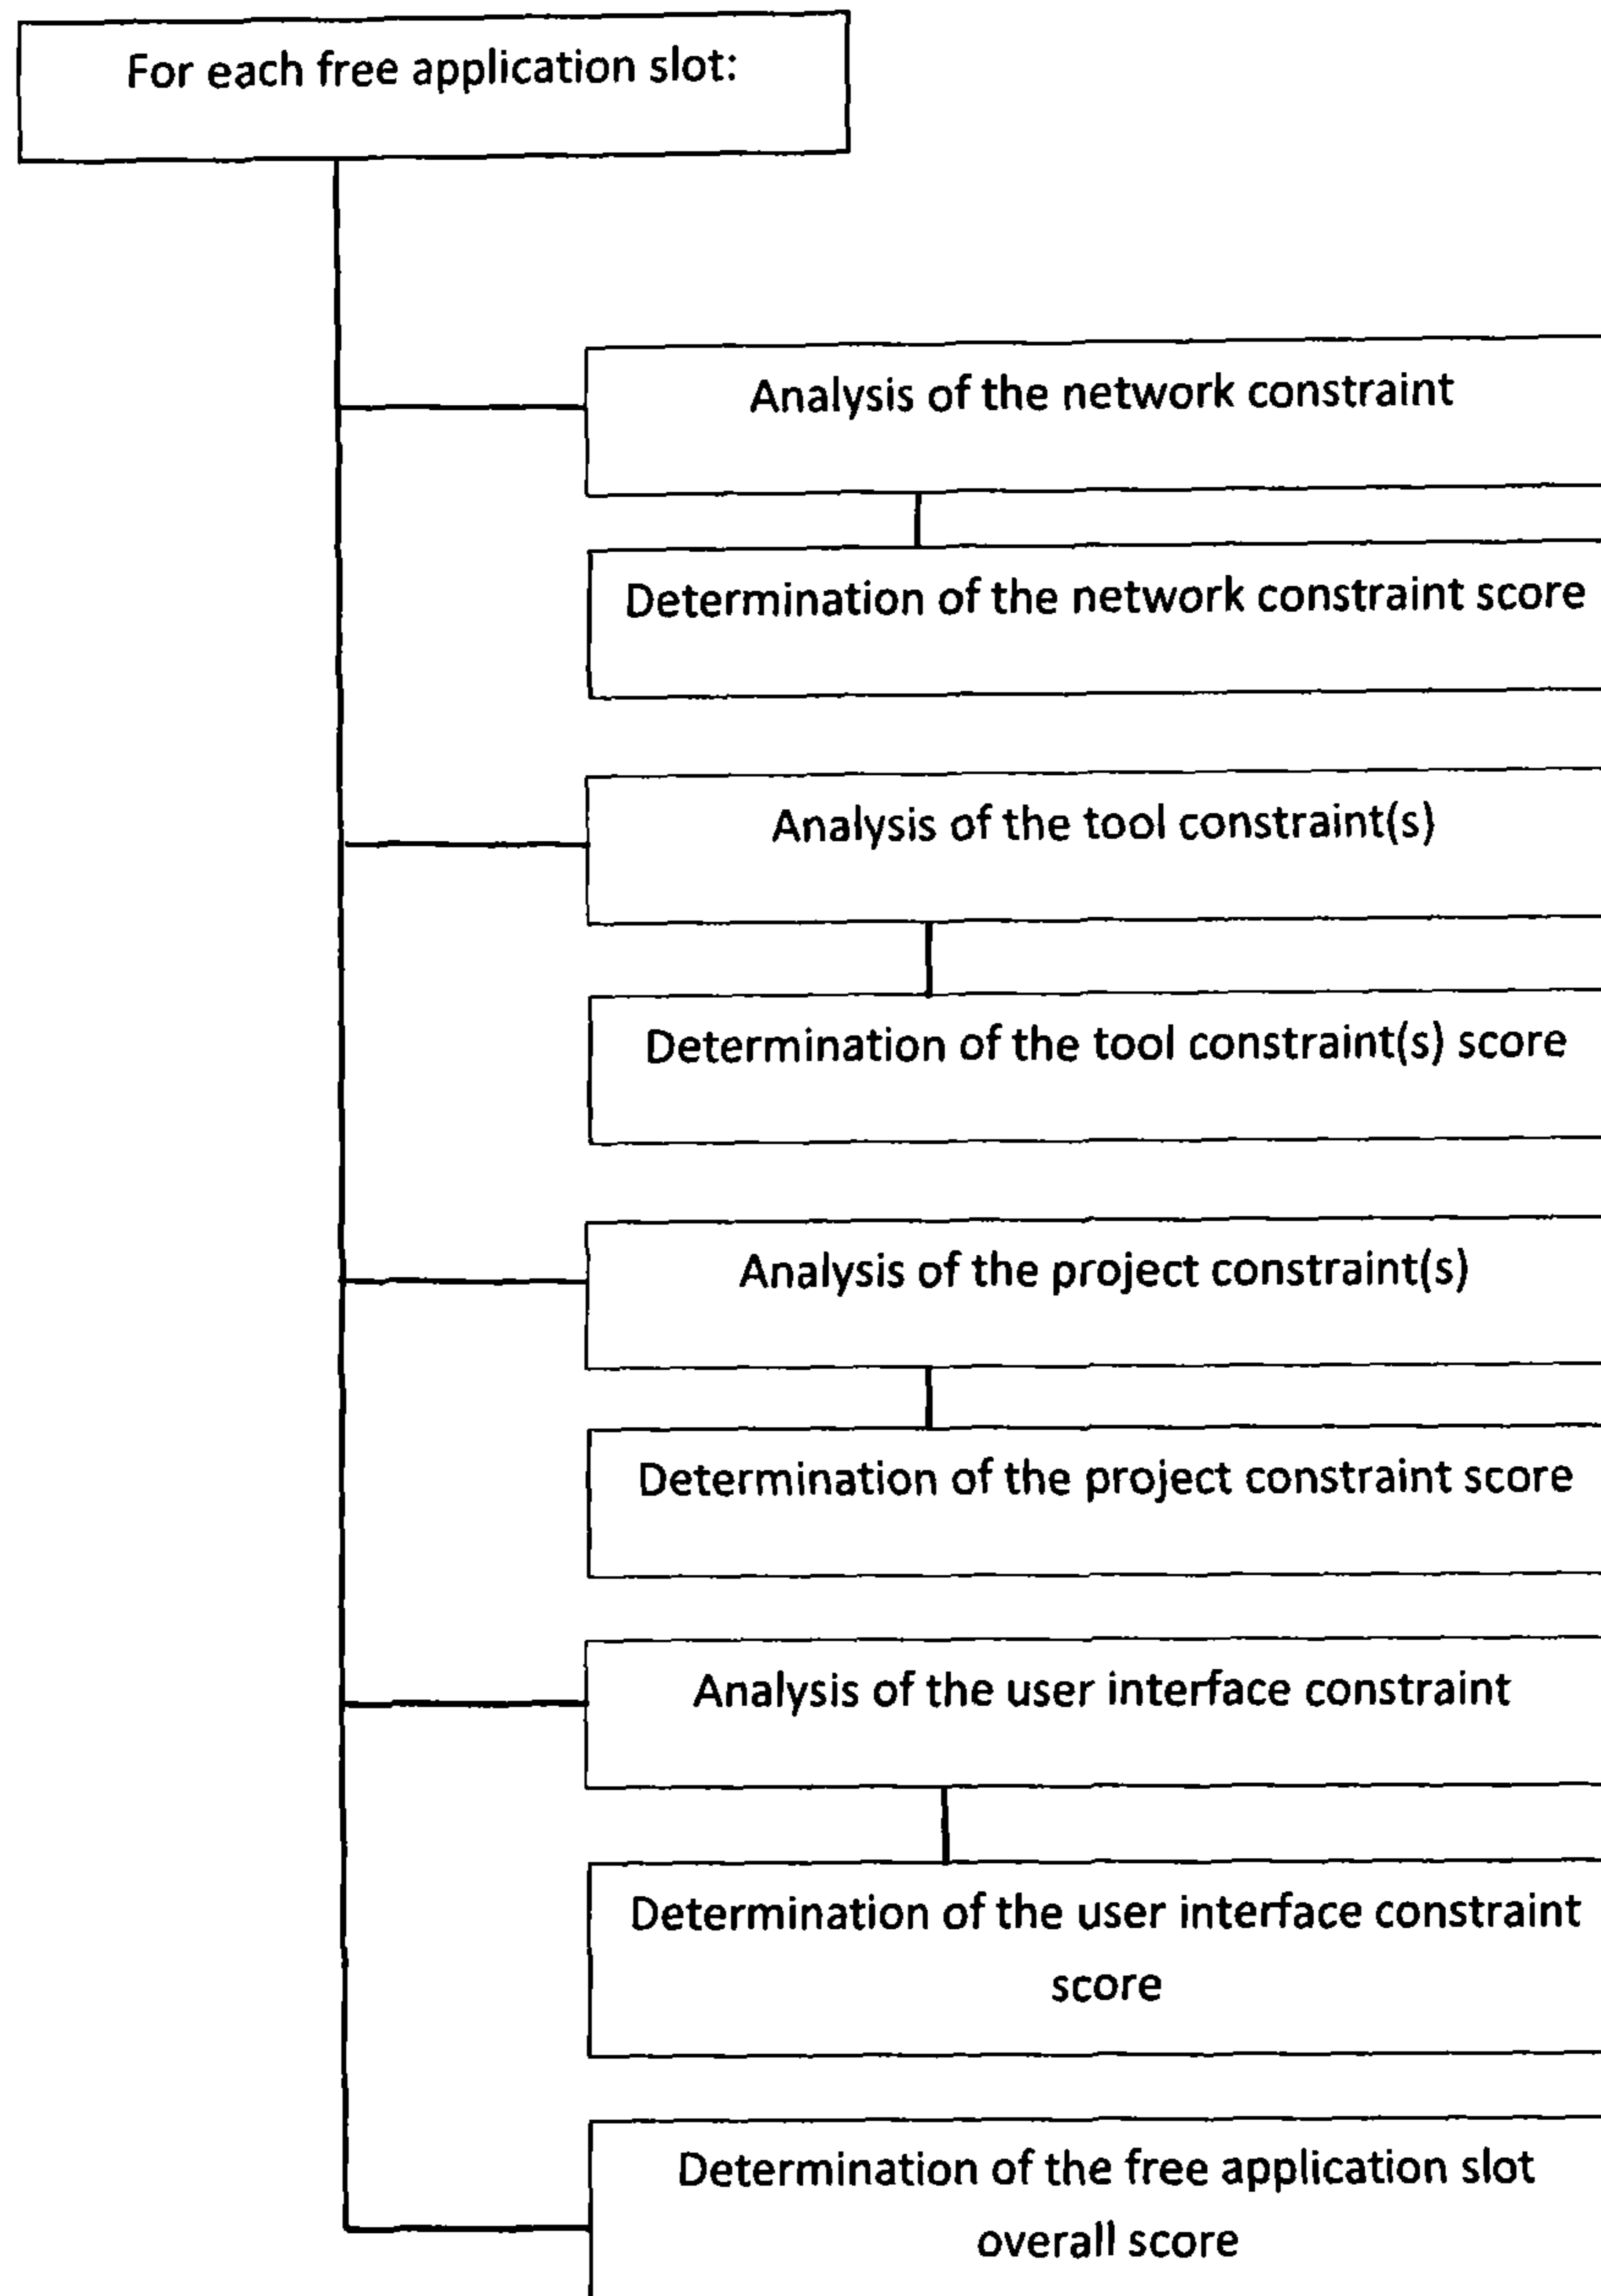 For each free application slot:
Analysis of the network constraint
Determination of the network constraint score
Analysis of the tool constraint(s)
Determination of the tool constraint(s) score
Analysis of the project constraint(s)
Determination of the project constraint score
Analysis of the user interface constraint
Determination of the user interface constraint
score
Determination of the free application slot
overall score